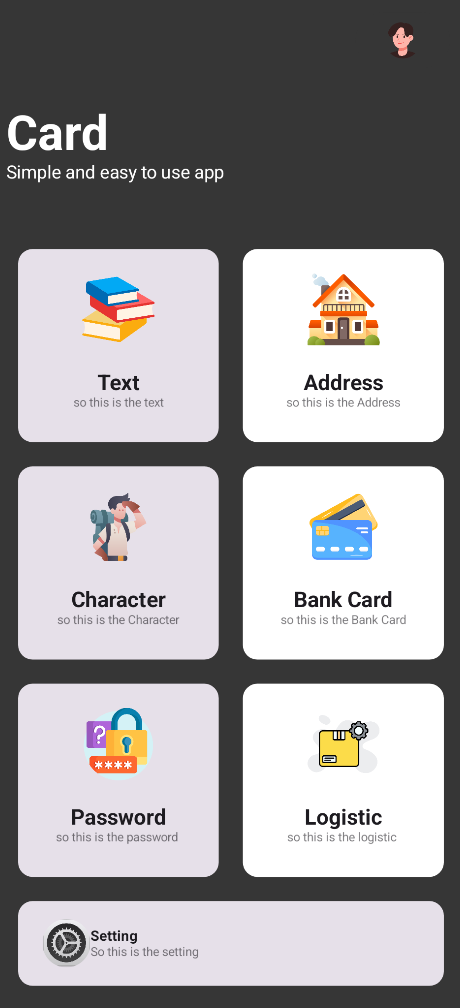 Card
Simple and easy to use app
Text
so this is the text
Address
so this is the Address
Character
so this is the Character
Bank Card
so this is the Bank Card
Password
so this is the password
Logistic
so this is the logistic
Setting
So this is the setting